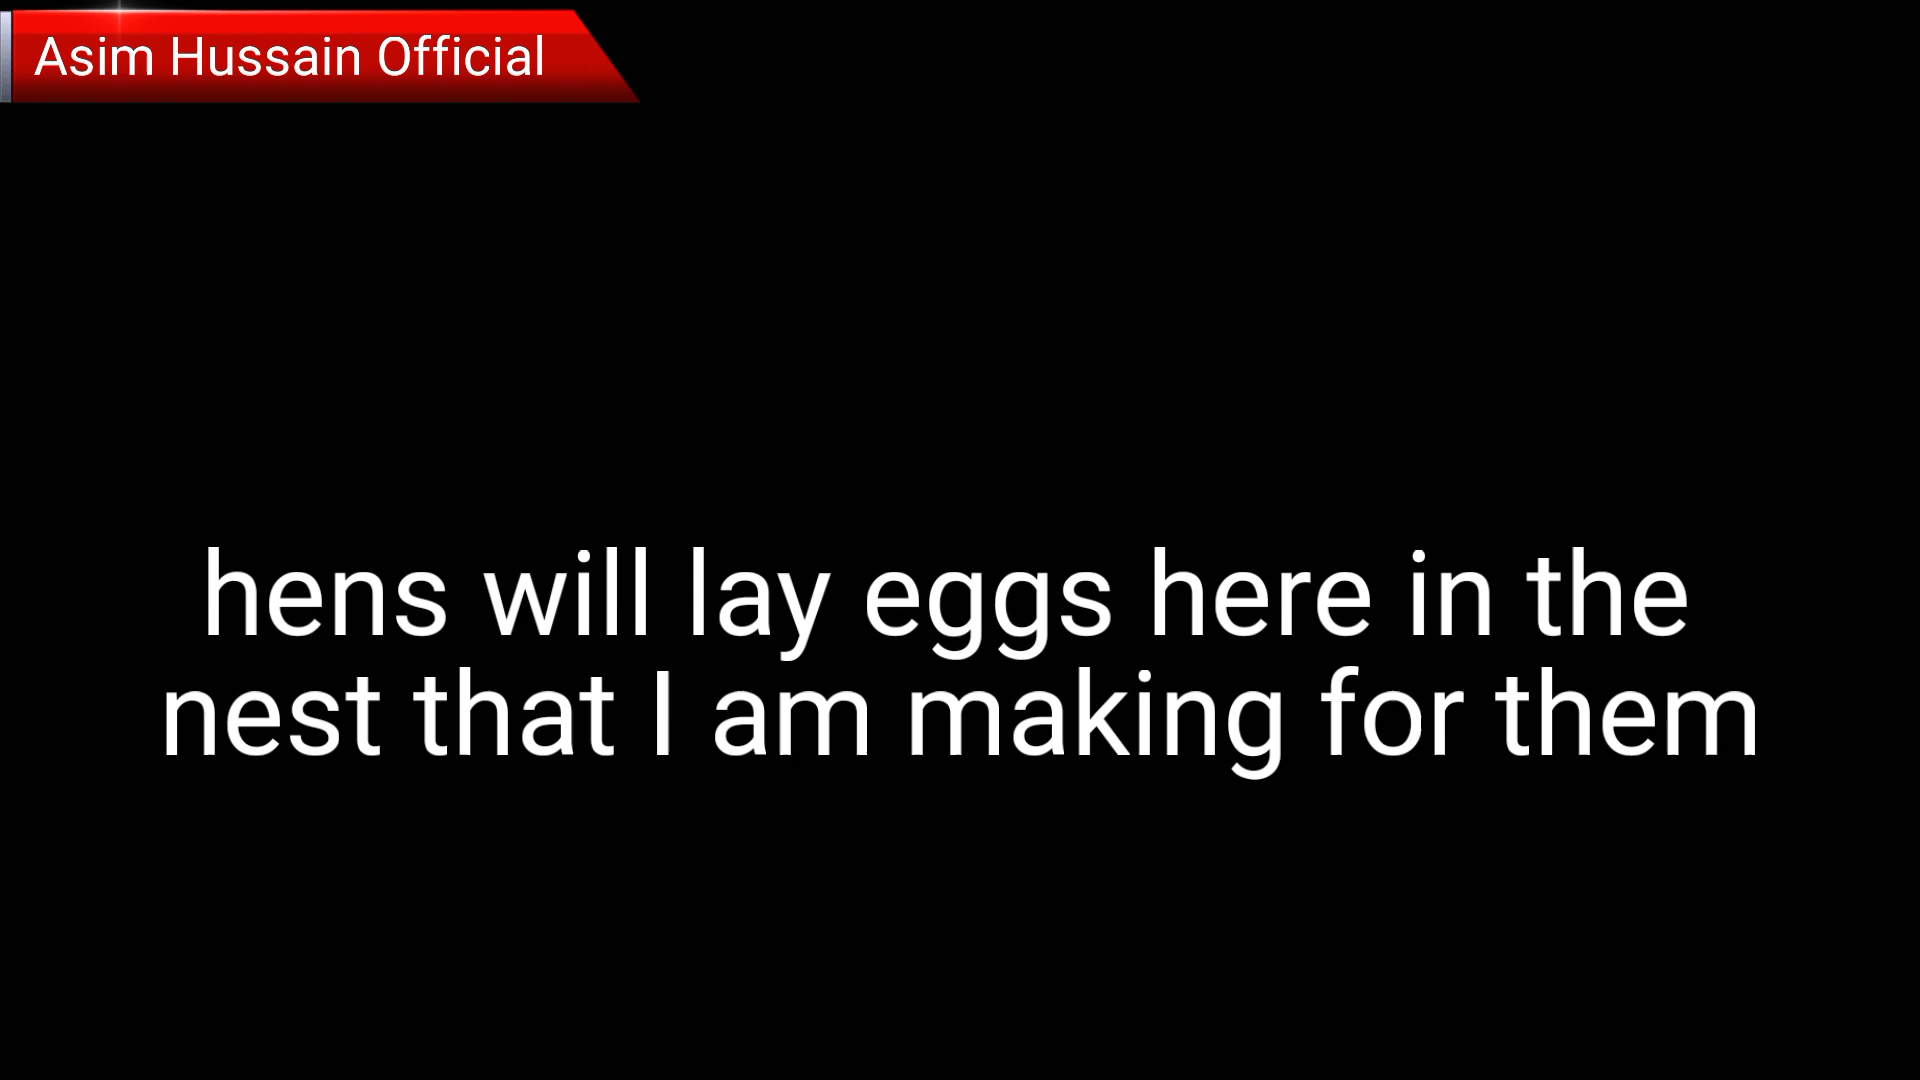 Asim Hussain Official
hens will lay eggs here in the
nest that I am making for them